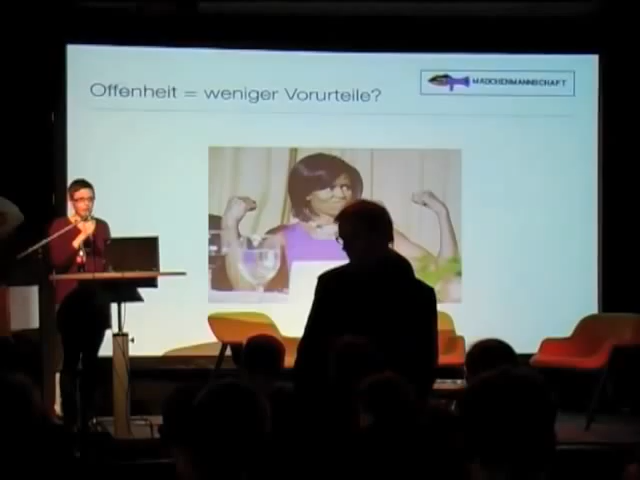 Offenheit = weniger Vorurteile?
MÄDCHENMANNSCHAFT